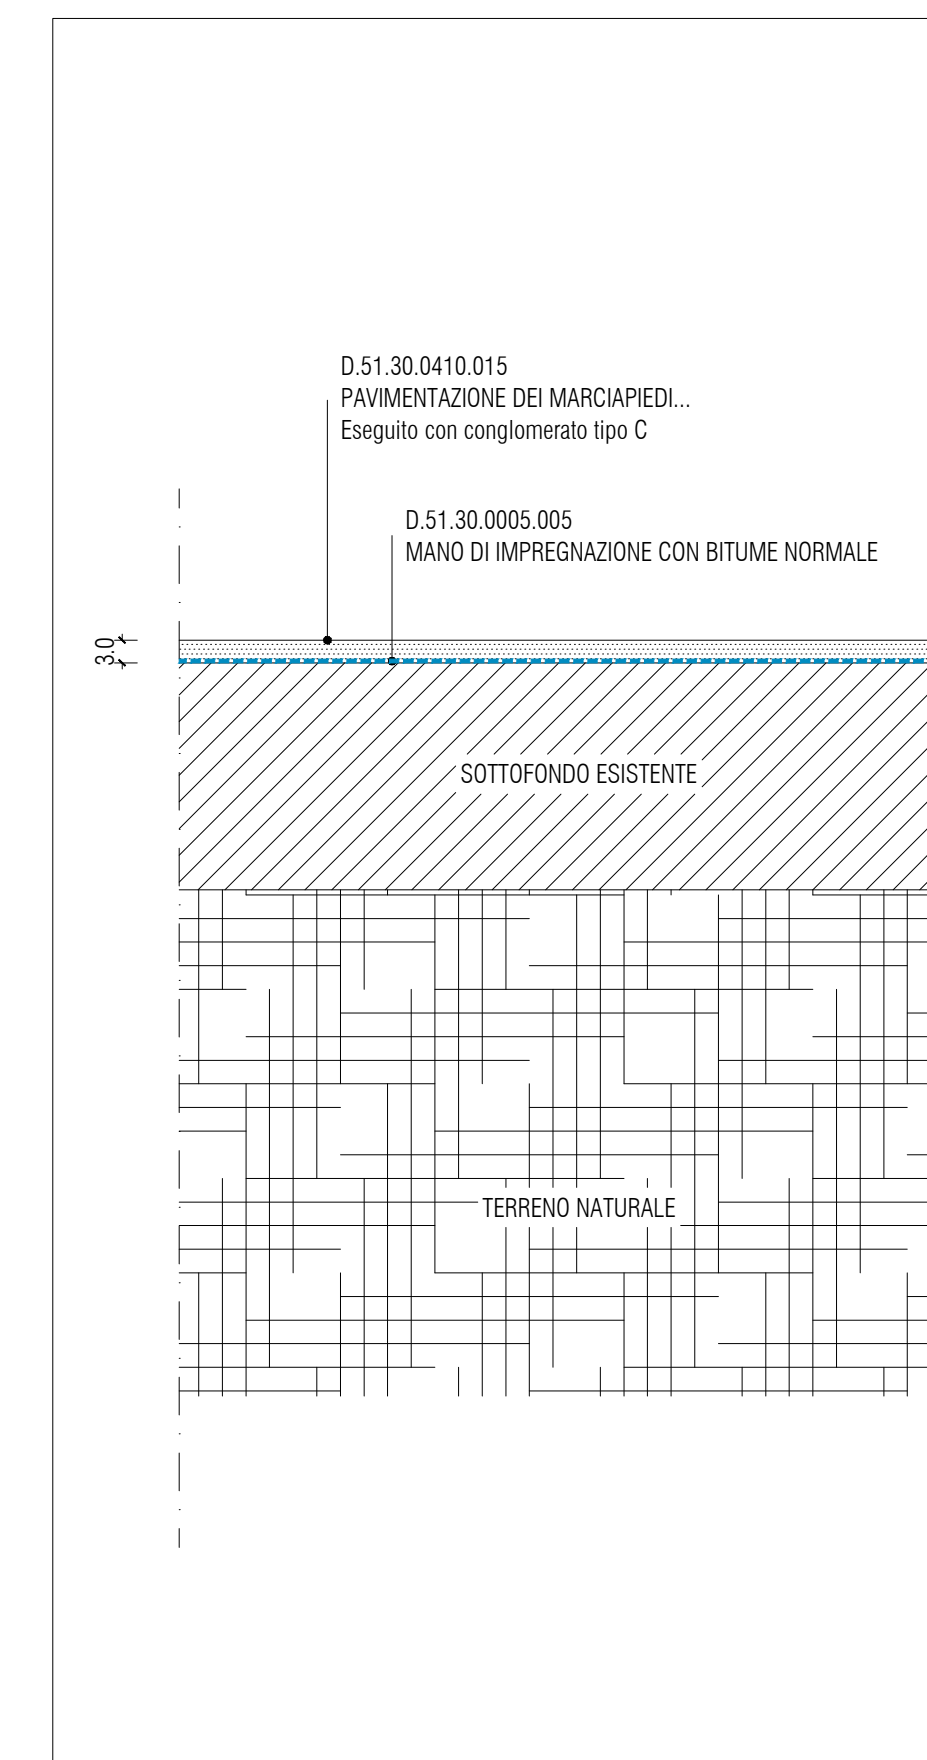 D.51.30.0410.015
PAVIMENTAZIONE DEI MARCIAPIEDI...
Eseguito con conglomerato tipo C
D.51.30.0005.005
MANO DI IMPREGNAZIONE CON BITUME NORMALE
3.0
SOTTOFONDO ESISTENTE
TERRENO NATURALE